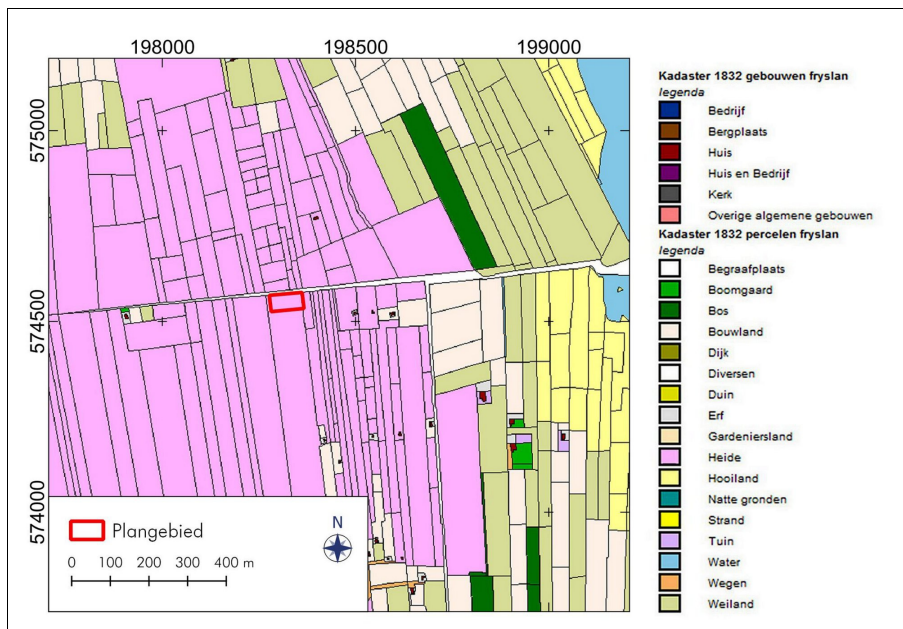 198000
198500
199000
575000
574500
574000
Plangebied
N
0 100 200 300 400 m
Kadaster 1832 gebouwen fryslan
legenda
Bedrijf
Bergplaats
Huis
Huis en Bedrijf
Kerk
Overige algemene gebouwen
Kadaster 1832 percelen fryslan
legenda
Begraafplaats
Boomgaard
Bos
Bouwland
Dijk
Diversen
Duin
Erf
Gardeniersland
Heide
Hooiland
Natte gronden
Strand
Tuin
Water
Wegen
Weiland